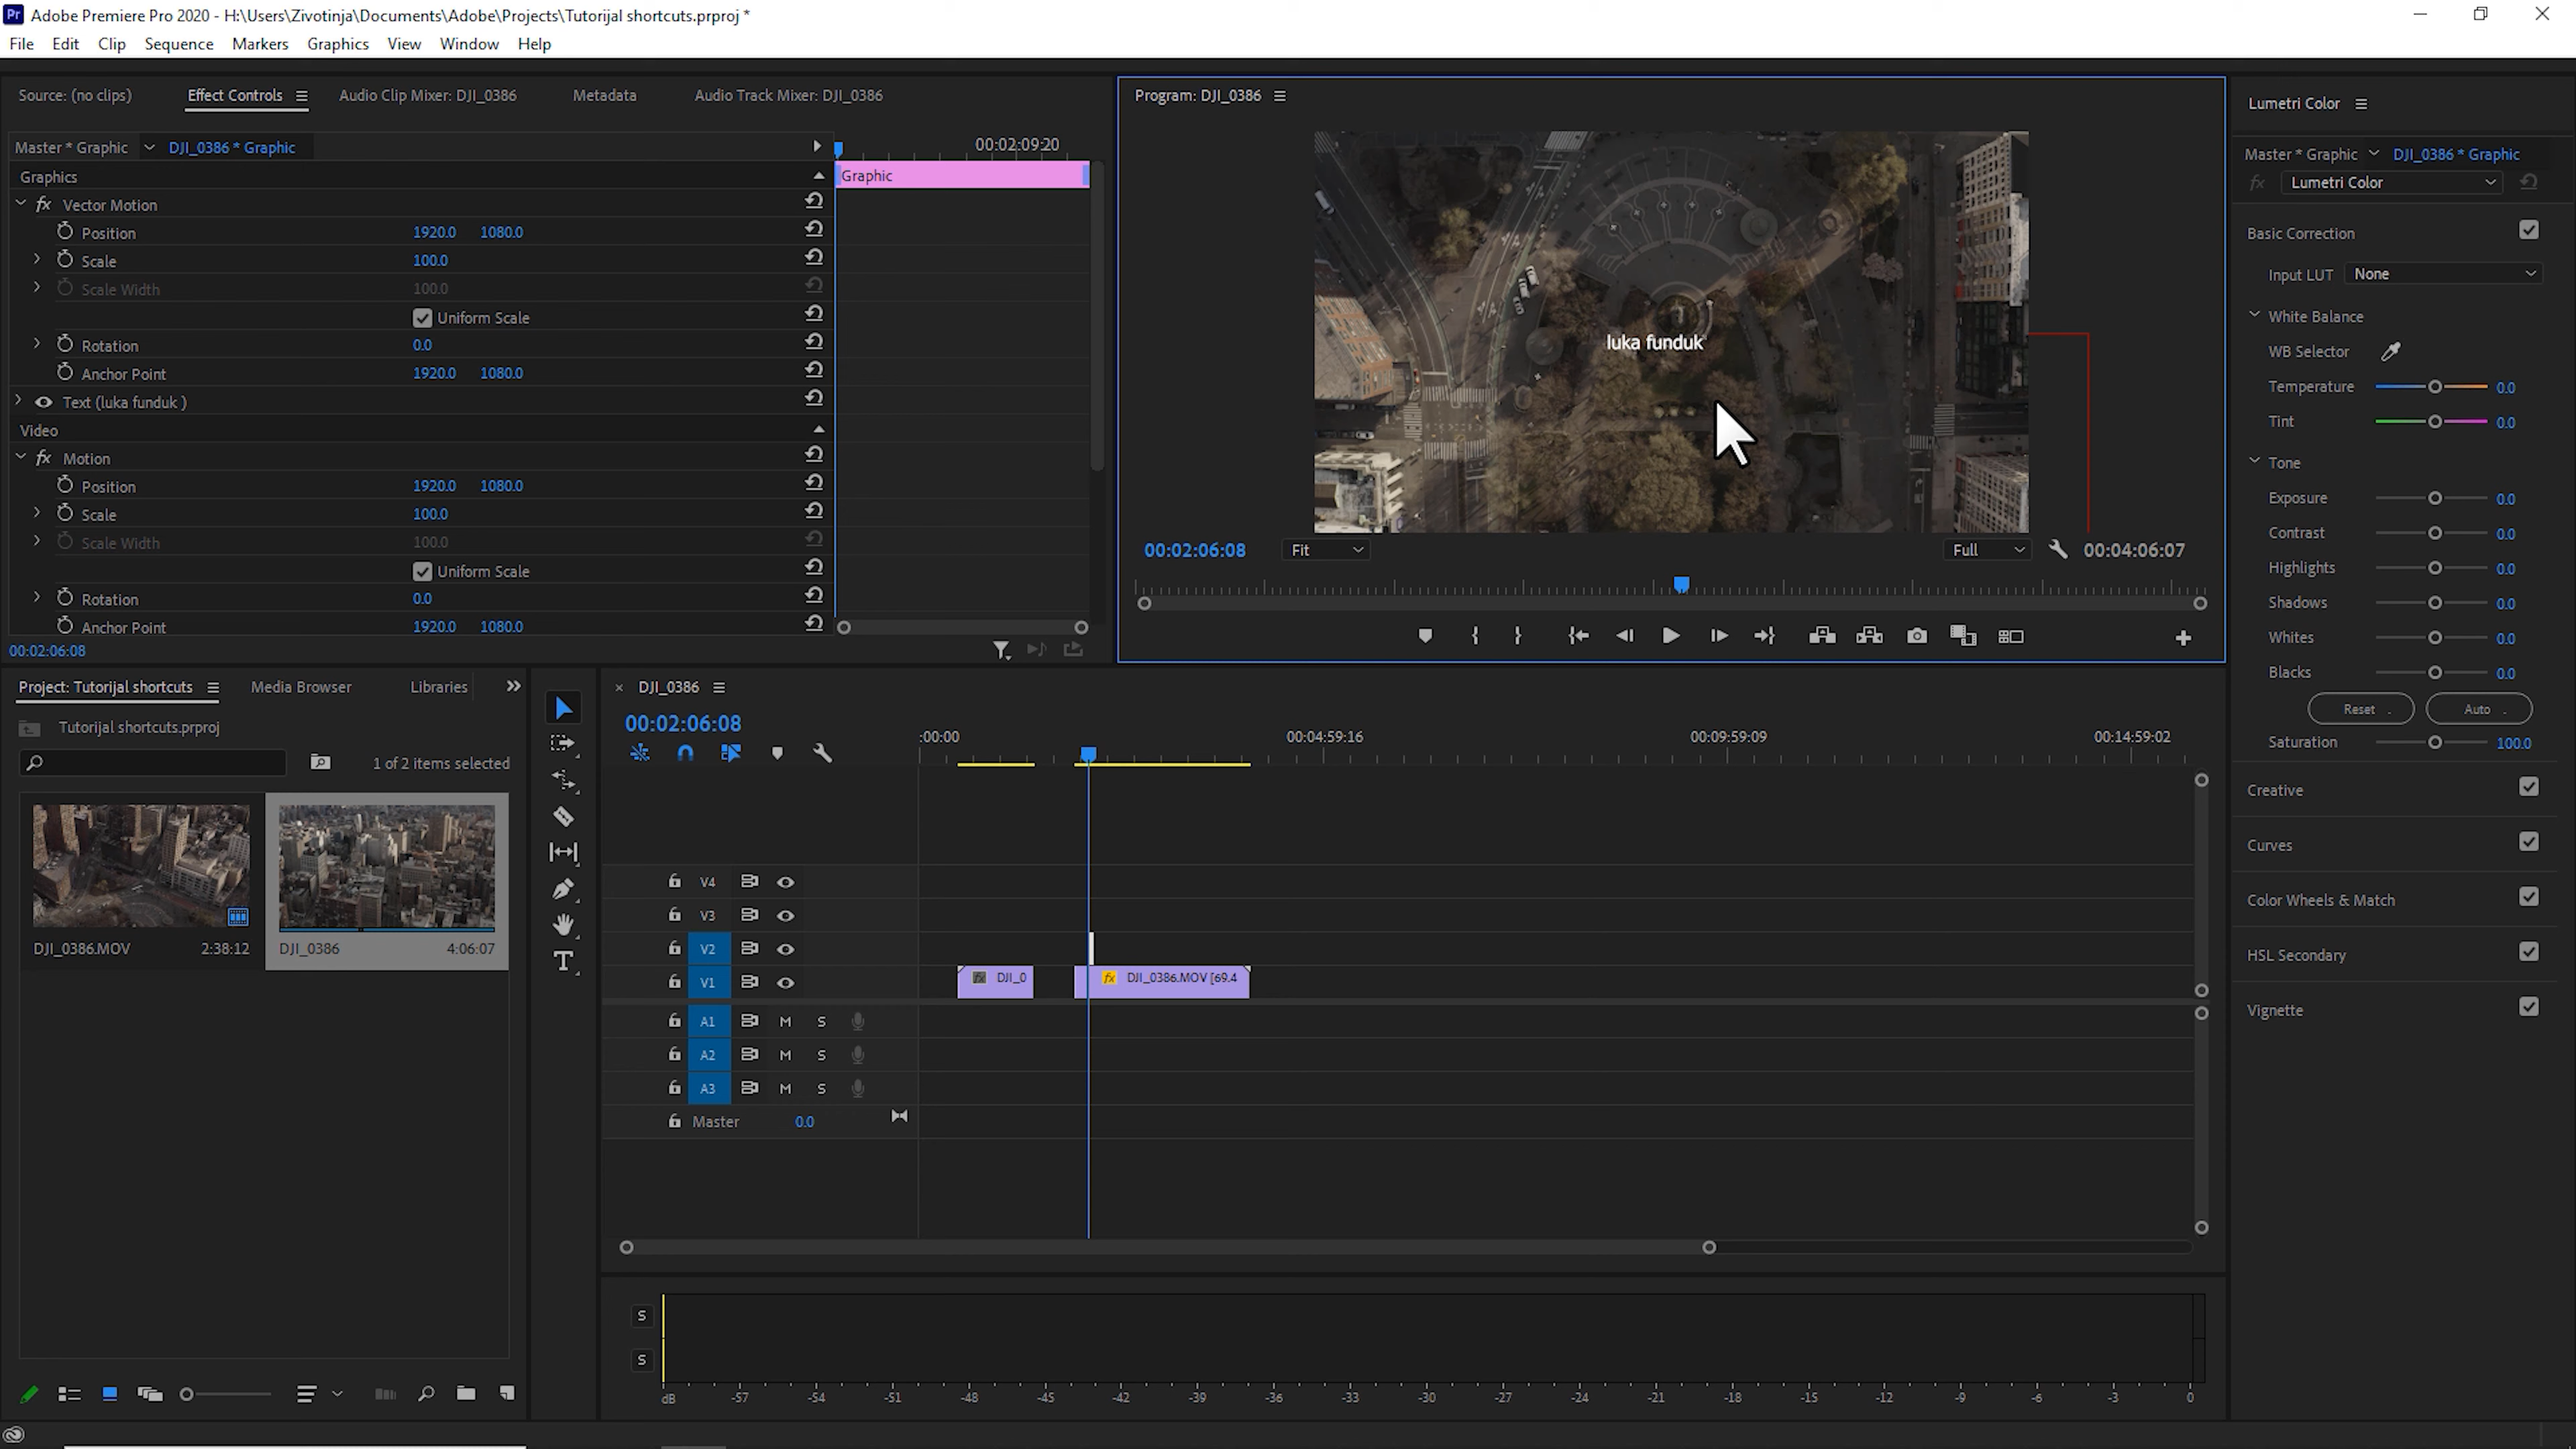 Adobe Premiere Pro 2020 - H:\Users\Zivotinja\Documents\Adobe\Projects\Tutorijal shortcuts.prproj *
File Edit Clip Sequence Markers Graphics View Window Help
Source: (no clips) Effect Controls Audio Clip Mixer: DJI_0386 Metadata Audio Track Mixer: DJI_0386
Master * Graphic DJI_0386 * Graphic
00:02:09:20
Graphics
Graphic
fx Vector Motion
Position 1920.0 1080.0
Scale 100.0
Scale Width 100.0
Uniform Scale
Rotation 0.0
Anchor Point 1920.0 1080.0
Text (luka funduk )
Video
fx Motion
Position 1920.0 1080.0
Scale 100.0
Scale Width 100.0
Uniform Scale
Rotation 0.0
Anchor Point 1920.0 1080.0
00:02:06:08
Program: DJI_0386
luka funduk
00:02:06:08 Fit Full 00:04:06:07
Lumetri Color
Master * Graphic DJI_0386 * Graphic
fx Lumetri Color
Basic Correction
Input LUT None
White Balance
WB Selector
Temperature 0.0
Tint 0.0
Tone
Exposure 0.0
Contrast 0.0
Highlights 0.0
Shadows 0.0
Whites 0.0
Blacks 0.0
Reset Auto
Saturation 100.0
Creative
Curves
Color Wheels & Match
HSL Secondary
Vignette
Project: Tutorijal shortcuts Media Browser Libraries
Tutorijal shortcuts.prproj
1 of 2 items selected
DJI_0386.MOV 2:38:12
DJI_0386 4:06:07
DJI_0386
00:02:06:08
:00:00 00:04:59:16 00:09:59:09 00:14:59:02
V4
V3
V2
V1 fx DJI_0 fx DJI_0386.MOV [69.4
A1 M S
A2 M S
A3 M S
Master 0.0
S
S
dB -57 -54 -51 -48 -45 -42 -39 -36 -33 -30 -27 -24 -21 -18 -15 -12 -9 -6 -3 0